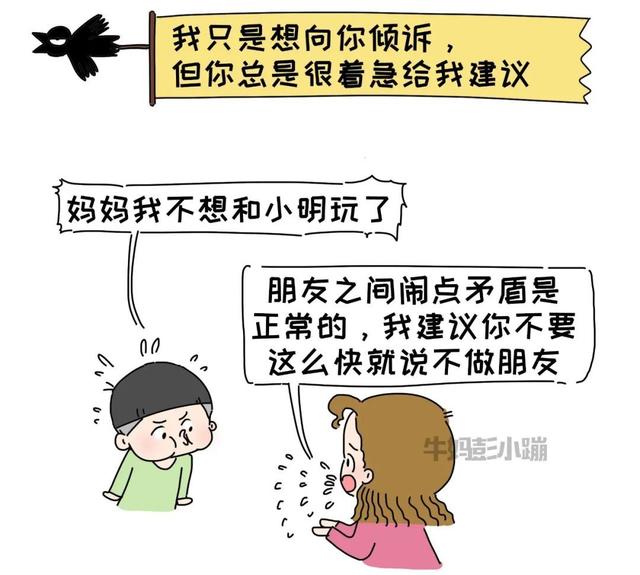 我只是想向你倾诉，
但你总是很着急给我建议
妈妈我不想和小明玩了
朋友之间闹点矛盾是
正常的，我建议你不要
这么快就说不做朋友
牛妈彭小蹦